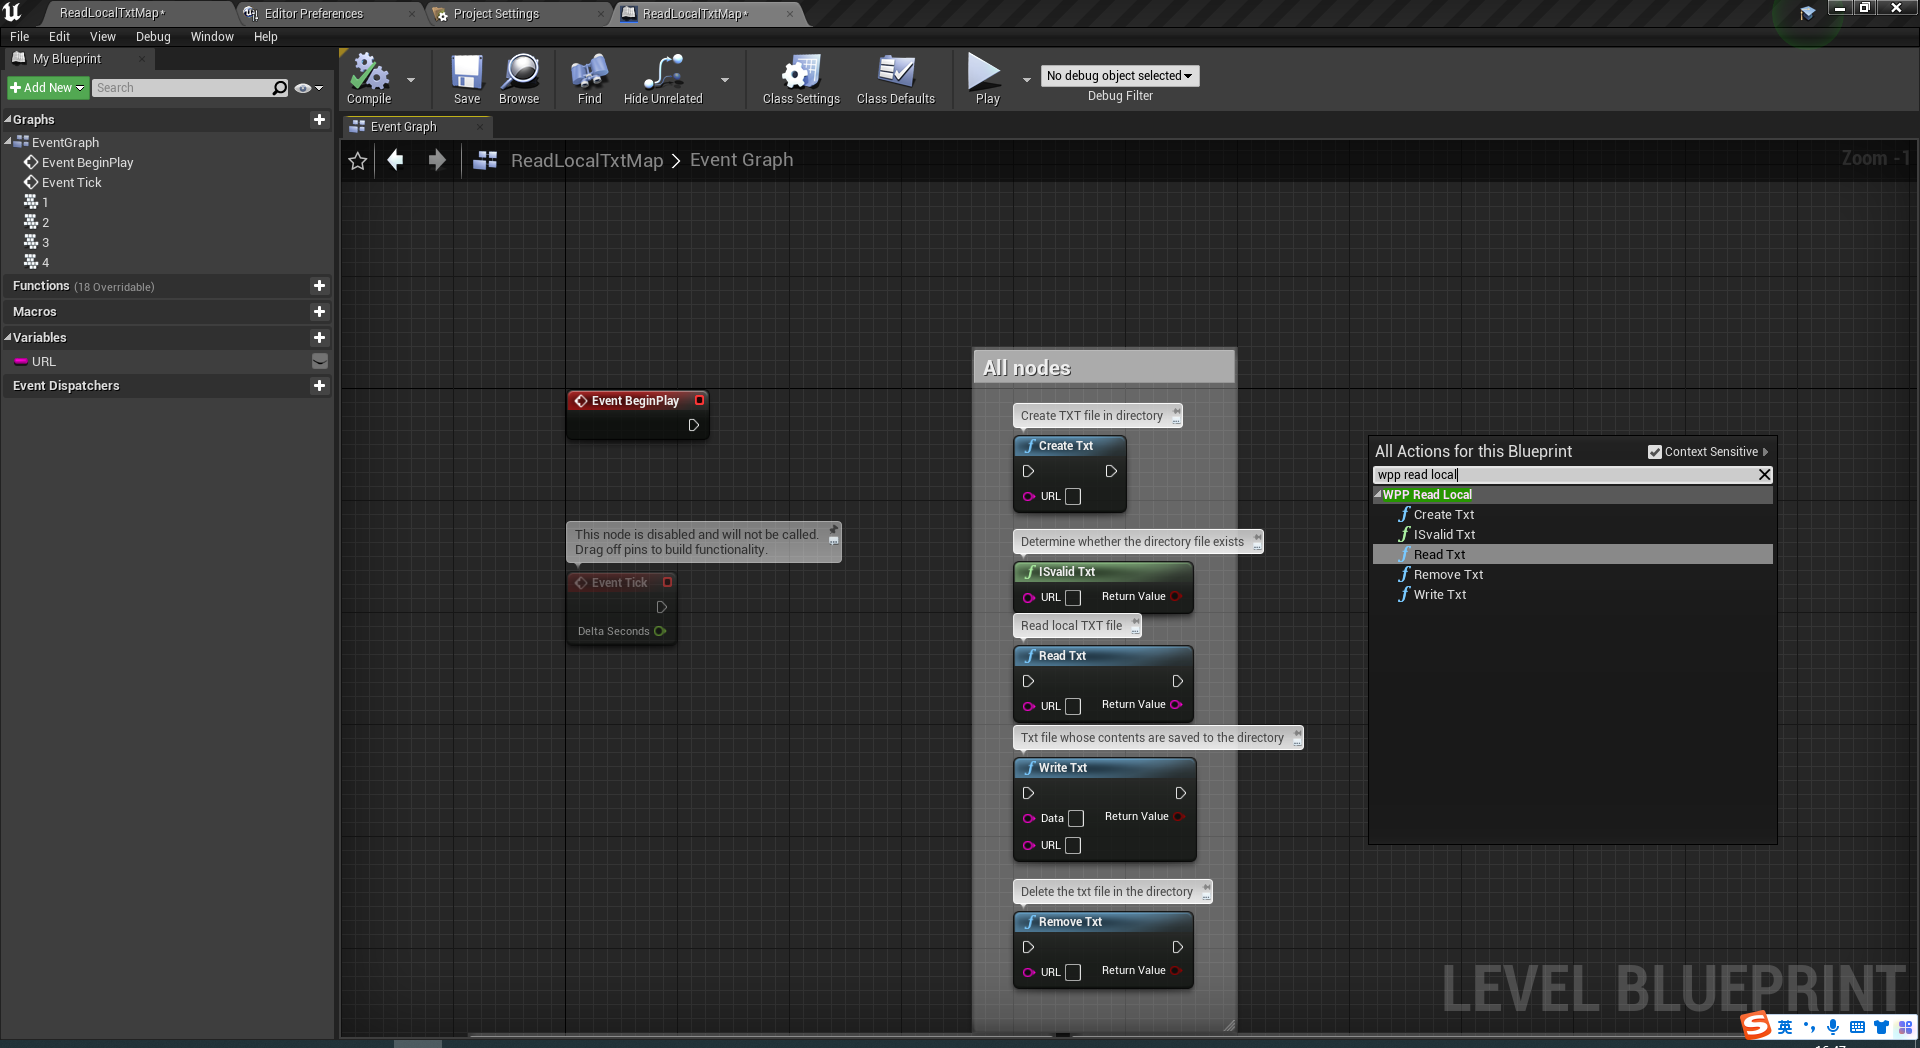 ReadLocalTxtMap*
Editor Preferences
Project Settings
ReadLocalTxtMap*
File Edit View Debug Window Help
My Blueprint
Add New
Search
Graphs
EventGraph
Event BeginPlay
Event Tick
1
2
3
4
Functions (18 Overridable)
Macros
Variables
URL
Event Dispatchers
Compile
Save
Browse
Find
Hide Unrelated
Class Settings
Class Defaults
Play
No debug object selected
Debug Filter
Event Graph
ReadLocalTxtMap > Event Graph
Zoom -1
Event BeginPlay
This node is disabled and will not be called.
Drag off pins to build functionality.
Event Tick
Delta Seconds
All nodes
Create TXT file in directory
Create Txt
URL
Determine whether the directory file exists
ISvalid Txt
URL Return Value
Read local TXT file
Read Txt
URL Return Value
Txt file whose contents are saved to the directory
Write Txt
Data Return Value
URL
Delete the txt file in the directory
Remove Txt
URL Return Value
All Actions for this Blueprint
Context Sensitive
wpp read local
WPP Read Local
Create Txt
ISvalid Txt
Read Txt
Remove Txt
Write Txt
LEVEL BLUEPRINT
英